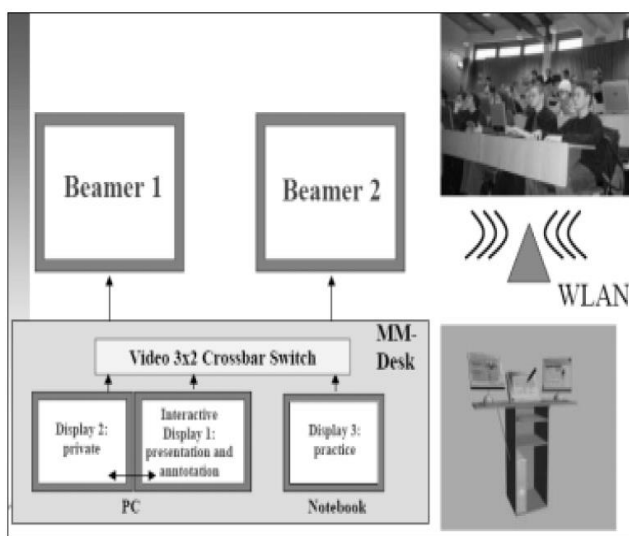 Beamer 1
Beamer 2
WLAN
MM-
Desk
Video 3x2 Crossbar Switch
Display 2:
private
Interactive
Display 1:
presentation and
anntotation
Display 3:
practice
PC
Notebook